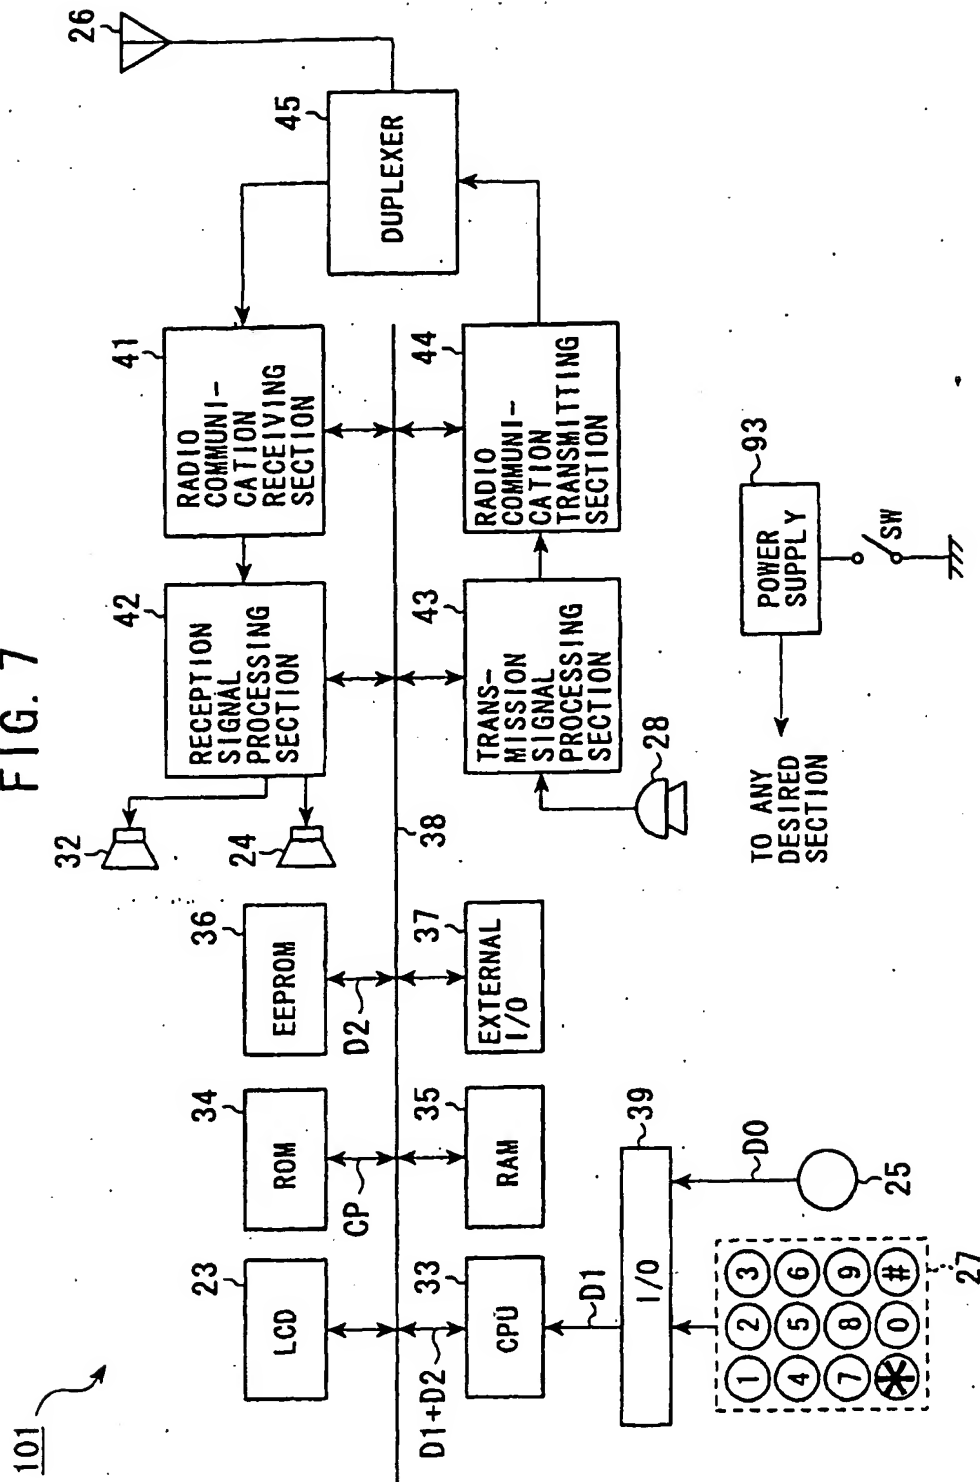 FIG. 7
101
26
45
DUPLEXER
41
RADIO
COMMUNI-
CATION
RECEIVING
SECTION
44
RADIO
COMMUNI-
CATION
TRANSMITTING
SECTION
42
RECEPTION
SIGNAL
PROCESSING
SECTION
43
TRANS-
MISSION
SIGNAL
PROCESSING
SECTION
32
24
28
38
36
EEPROM
D2
37
EXTERNAL
I/O
34
ROM
CP
35
RAM
23
LCD
D1+D2
33
CPU
D1
39
I/O
D0
25
1 2 3
4 5 6
7 8 9
* 0 #
27
93
POWER
SUPPLY
SW
TO ANY
DESIRED
SECTION